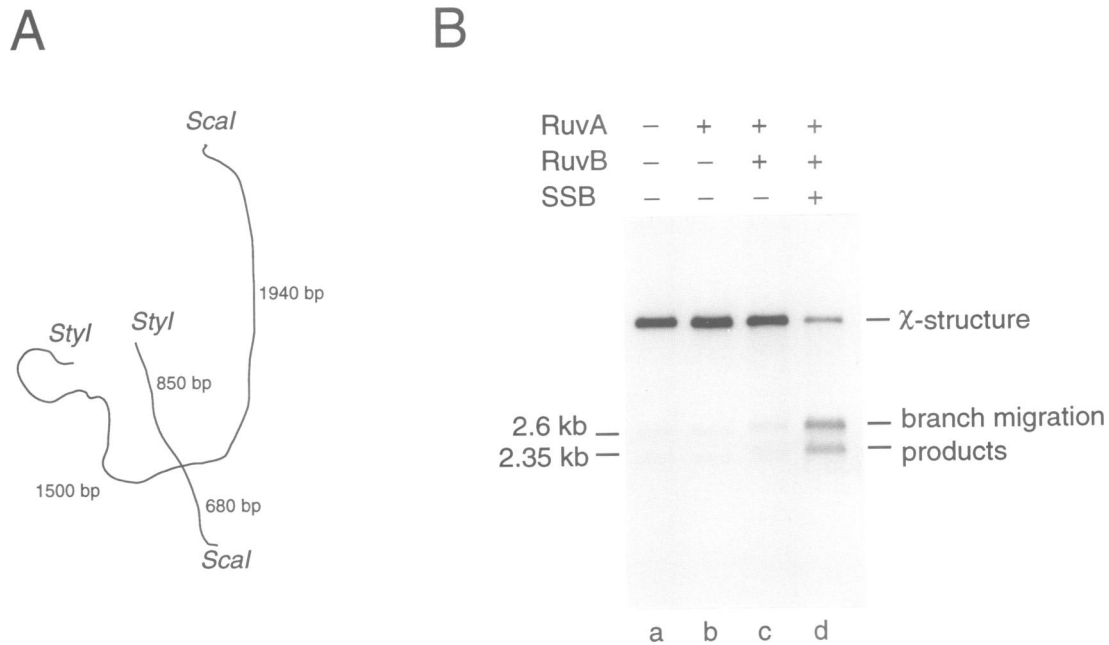 A
B
ScaI
1940 bp
StyI
StyI
850 bp
1500 bp
680 bp
ScaI
RuvA − + + +
RuvB − − + +
SSB − − − +
χ-structure
2.6 kb
branch migration
2.35 kb
products
a b c d